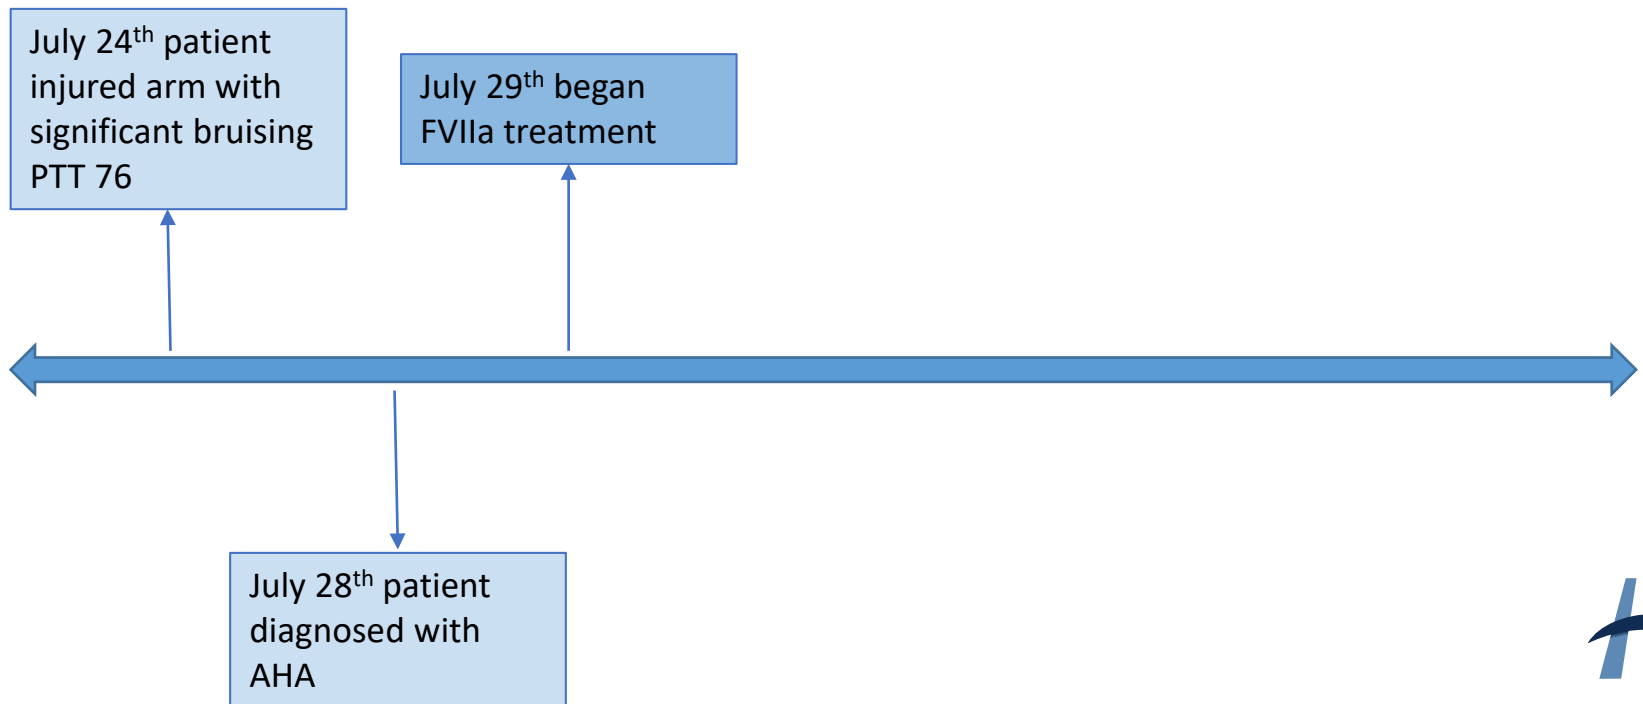 July 24th patient
injured arm with
significant bruising
PTT 76
July 29th began
FVIIa treatment
July 28th patient
diagnosed with
AHA